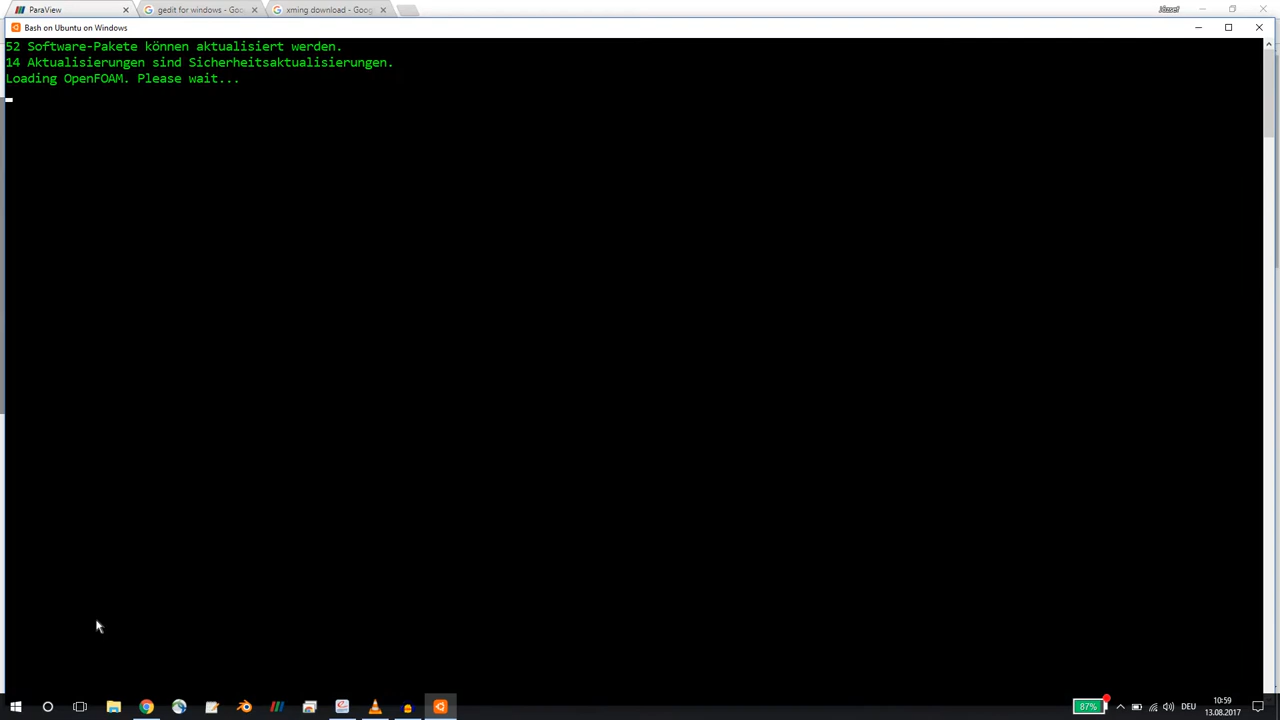 ParaView
gedit for windows - Goo
xming download - Goog
József
Bash on Ubuntu on Windows
52 Software-Pakete können aktualisiert werden.
14 Aktualisierungen sind Sicherheitsaktualisierungen.
Loading OpenFOAM. Please wait...
87%
DEU
10:59
13.08.2017